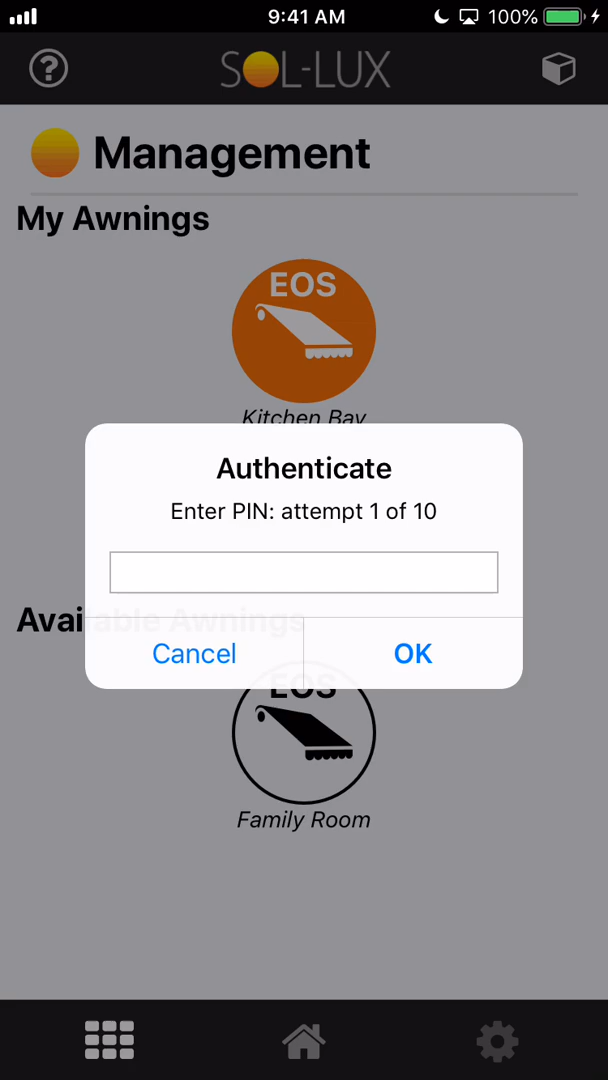 9:41 AM
100%
SOL-LUX
Management
My Awnings
EOS
Kitchen Bay
Authenticate
Enter PIN: attempt 1 of 10
Available Awnings
Cancel
OK
EOS
Family Room